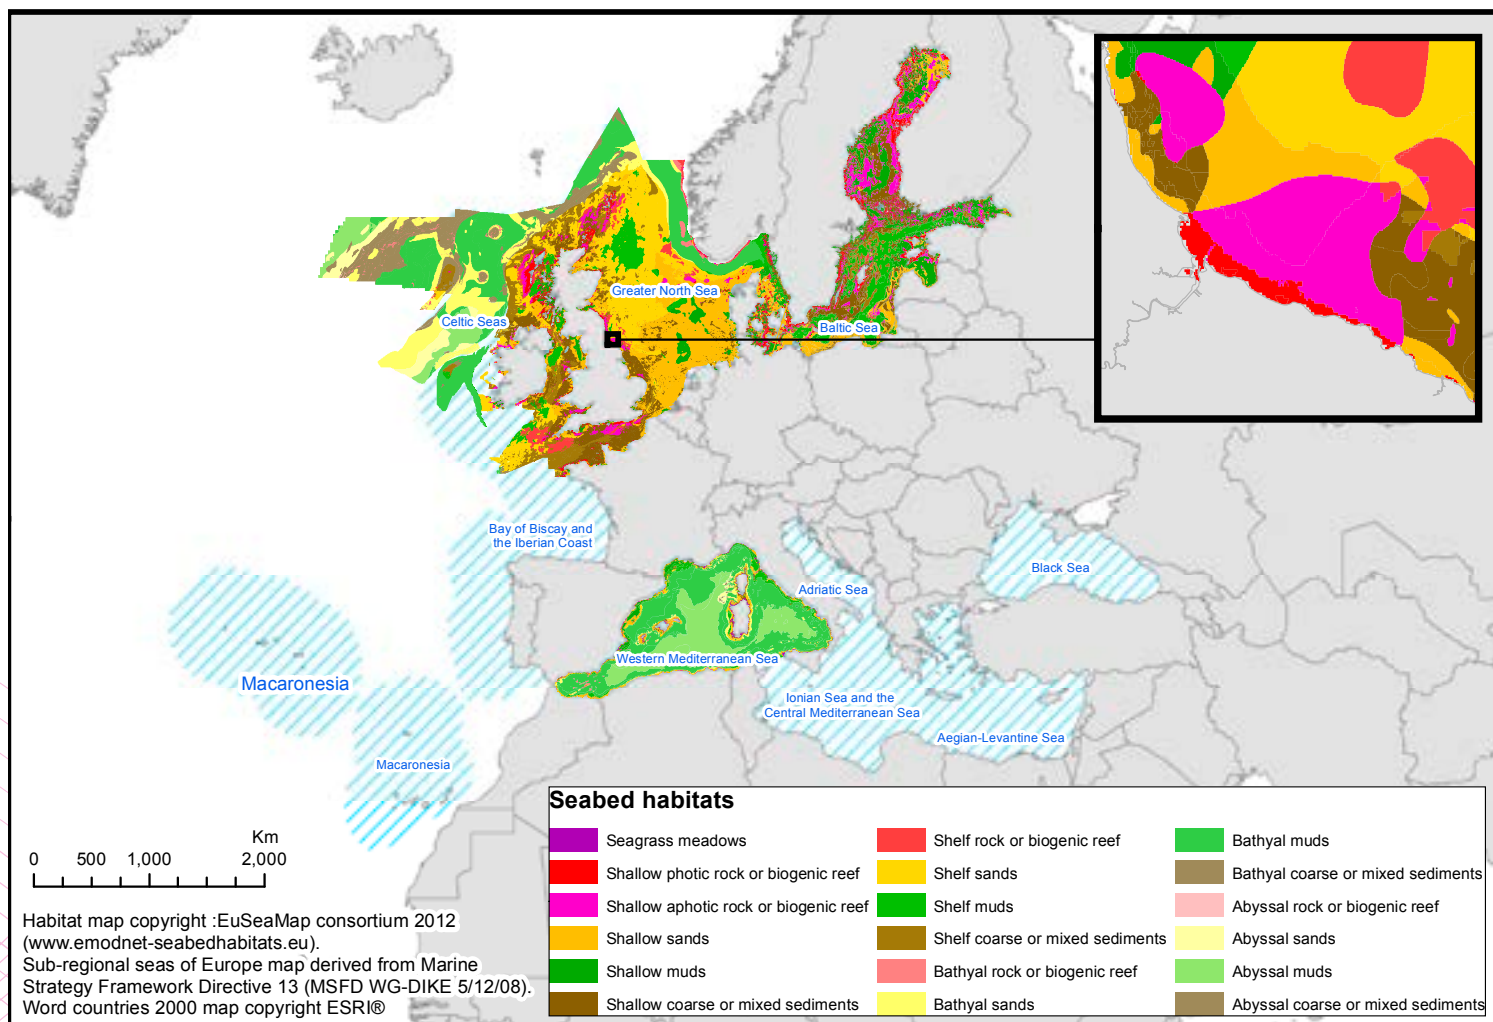 Greater North Sea
Celtic Seas
Baltic Sea
Bay of Biscay and
the Iberian Coast
Black Sea
Adriatic Sea
Western Mediterranean Sea
Macaronesia
Ionian Sea and the
Central Mediterranean Sea
Aegian-Levantine Sea
Macaronesia
Km
0 500 1,000 2,000
Habitat map copyright :EuSeaMap consortium 2012
(www.emodnet-seabedhabitats.eu).
Sub-regional seas of Europe map derived from Marine
Strategy Framework Directive 13 (MSFD WG-DIKE 5/12/08).
Word countries 2000 map copyright ESRI®
Seabed habitats
Seagrass meadows
Shallow photic rock or biogenic reef
Shallow aphotic rock or biogenic reef
Shallow sands
Shallow muds
Shallow coarse or mixed sediments
Shelf rock or biogenic reef
Shelf sands
Shelf muds
Shelf coarse or mixed sediments
Bathyal rock or biogenic reef
Bathyal sands
Bathyal muds
Bathyal coarse or mixed sediments
Abyssal rock or biogenic reef
Abyssal sands
Abyssal muds
Abyssal coarse or mixed sediments